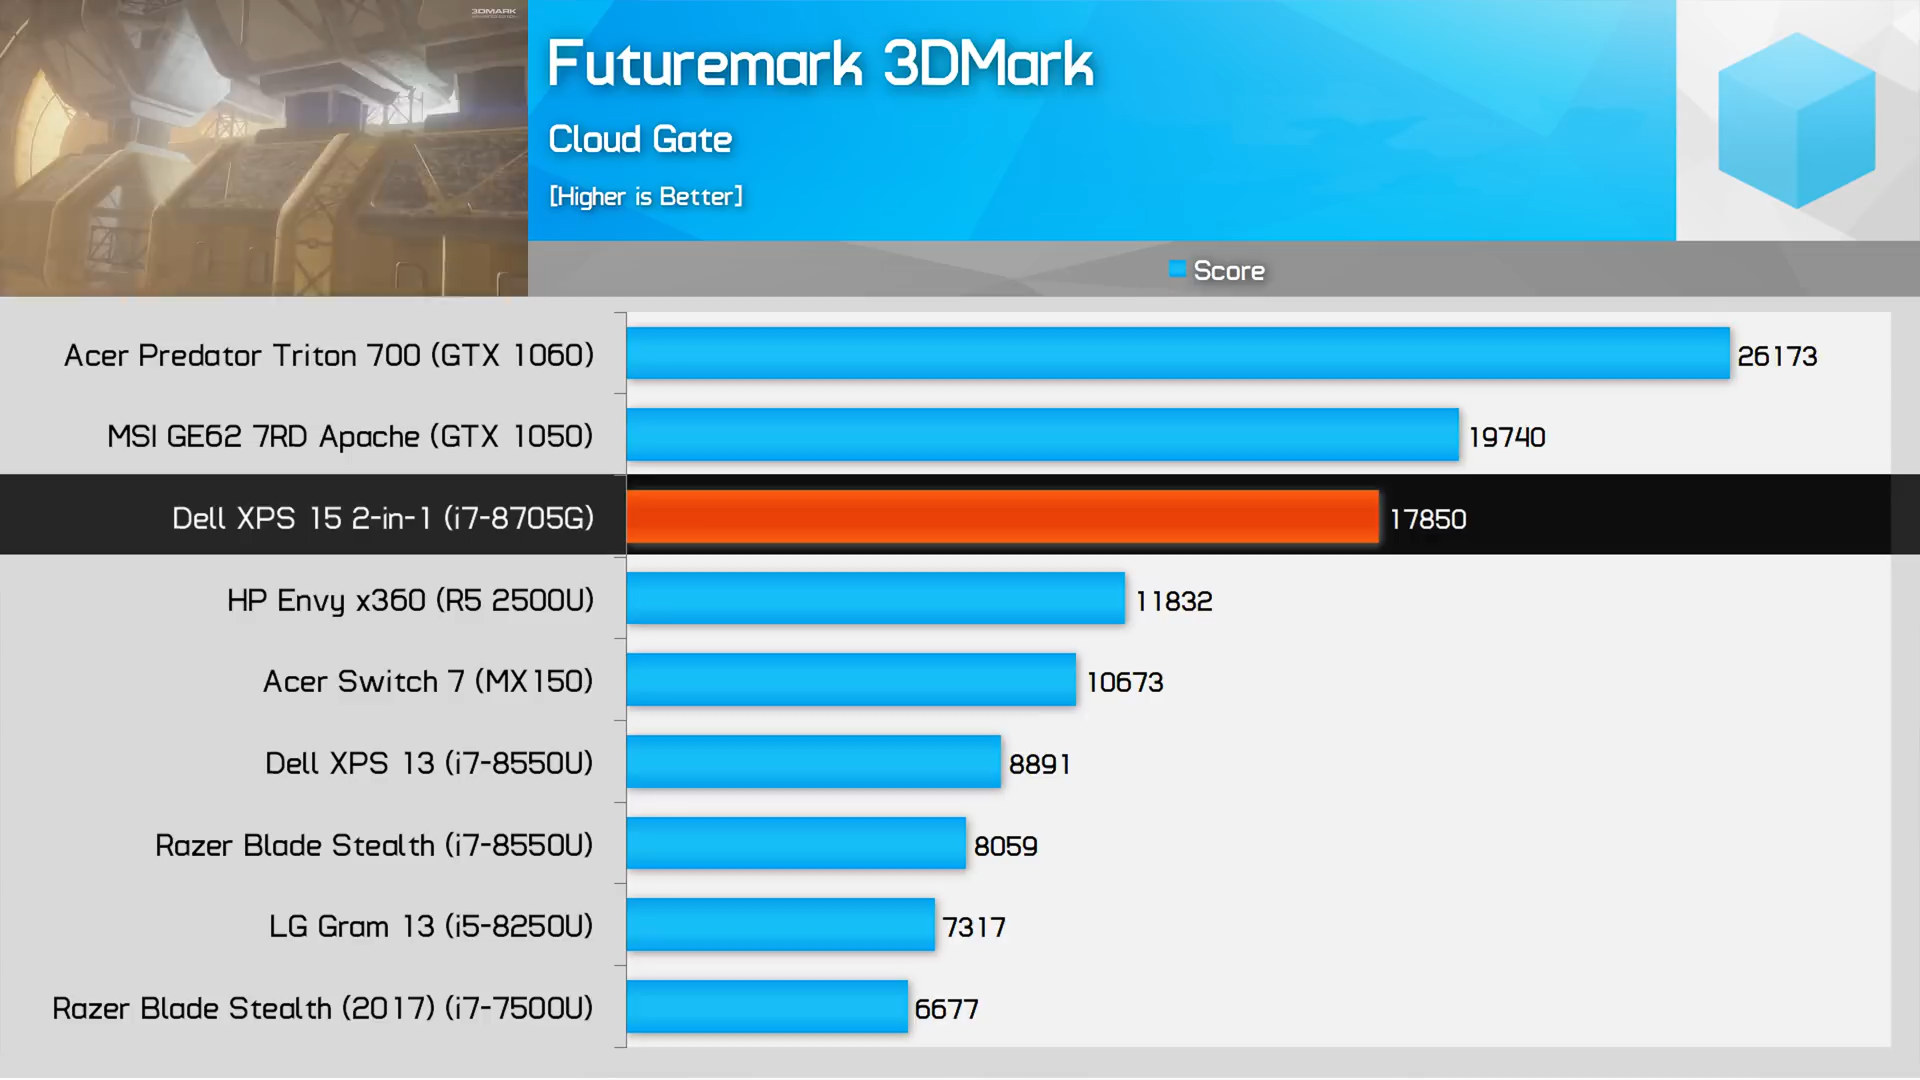 3DMARK
Futuremark 3DMark
Cloud Gate
[Higher is Better]
Score
Acer Predator Triton 700 (GTX 1060) 26173
MSI GE62 7RD Apache (GTX 1050) 19740
Dell XPS 15 2-in-1 (i7-8705G) 17850
HP Envy x360 (R5 2500U) 11832
Acer Switch 7 (MX150) 10673
Dell XPS 13 (i7-8550U) 8891
Razer Blade Stealth (i7-8550U) 8059
LG Gram 13 (i5-8250U) 7317
Razer Blade Stealth (2017) (i7-7500U) 6677